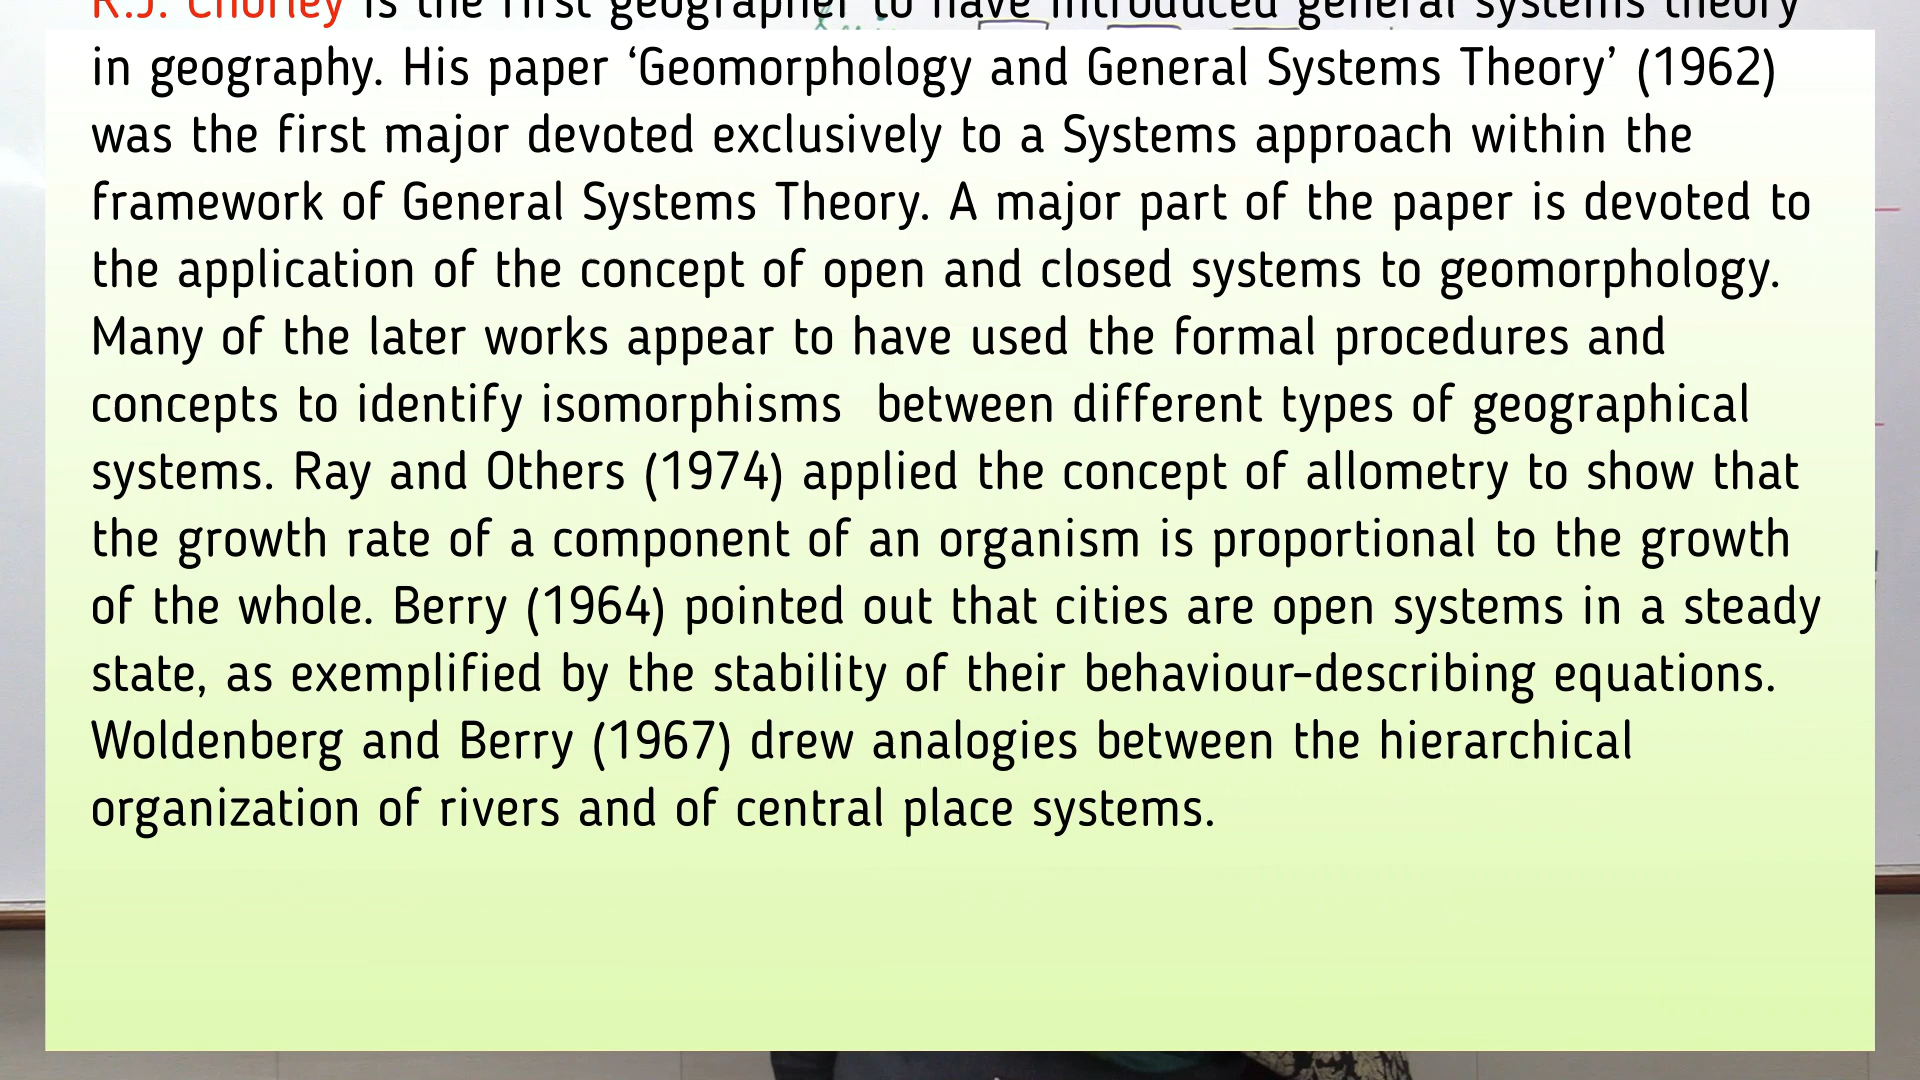 R.J. Chorley is the first geographer to have introduced general systems theory
in geography. His paper ‘Geomorphology and General Systems Theory’ (1962)
was the first major devoted exclusively to a Systems approach within the
framework of General Systems Theory. A major part of the paper is devoted to
the application of the concept of open and closed systems to geomorphology.
Many of the later works appear to have used the formal procedures and
concepts to identify isomorphisms  between different types of geographical
systems. Ray and Others (1974) applied the concept of allometry to show that
the growth rate of a component of an organism is proportional to the growth
of the whole. Berry (1964) pointed out that cities are open systems in a steady
state, as exemplified by the stability of their behaviour-describing equations.
Woldenberg and Berry (1967) drew analogies between the hierarchical
organization of rivers and of central place systems.